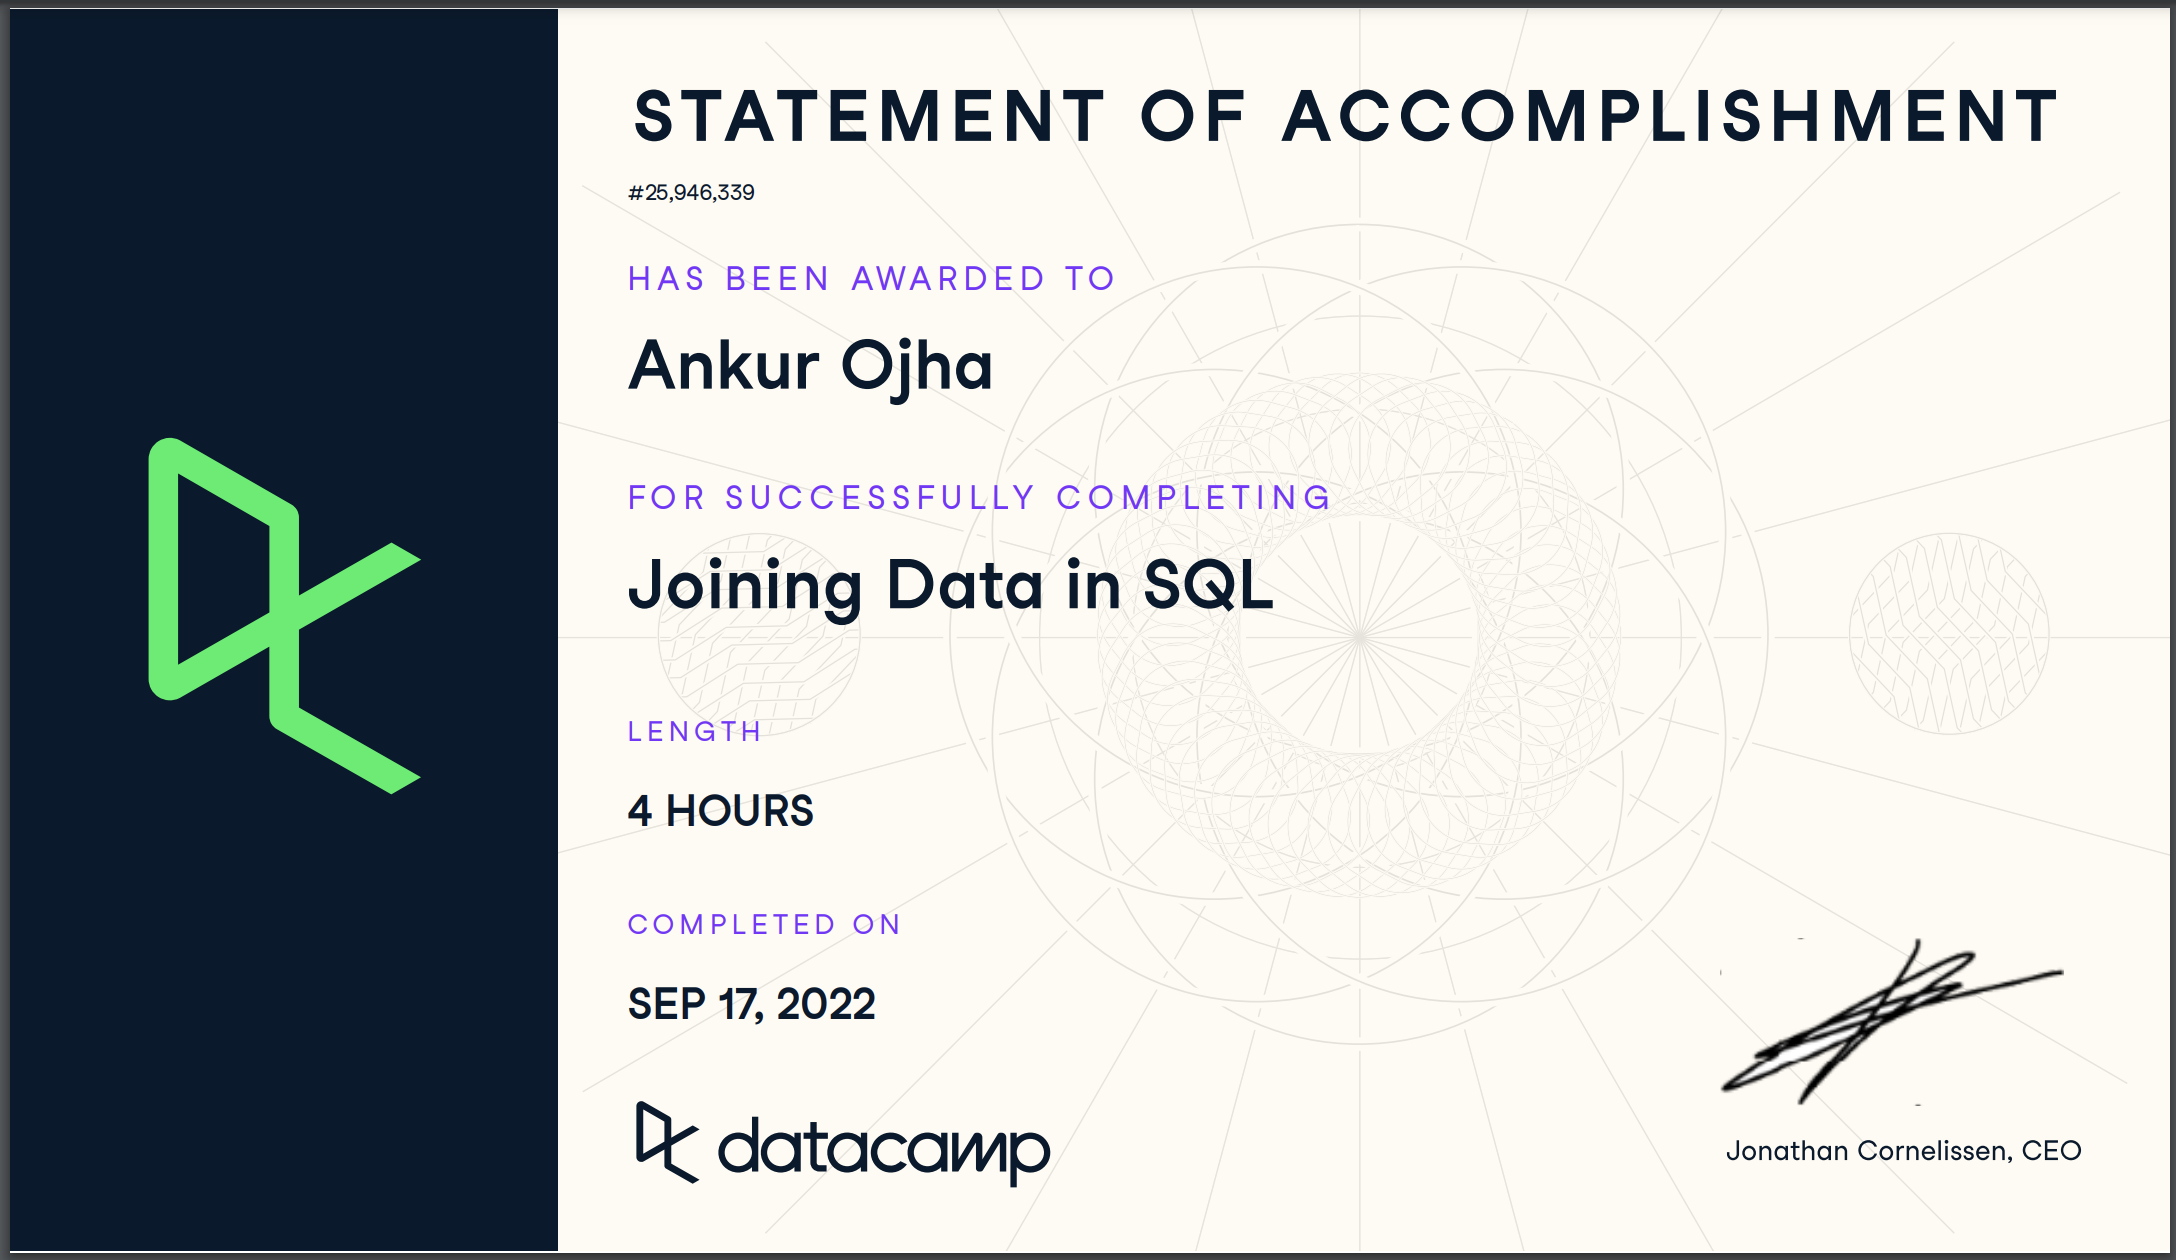 STATEMENT OF ACCOMPLISHMENT
#25,946,339
HAS BEEN AWARDED TO
Ankur Ojha
FOR SUCCESSFULLY COMPLETING
Joining Data in SQL
LENGTH
4 HOURS
COMPLETED ON
SEP 17, 2022
datacamp
Jonathan Cornelissen, CEO